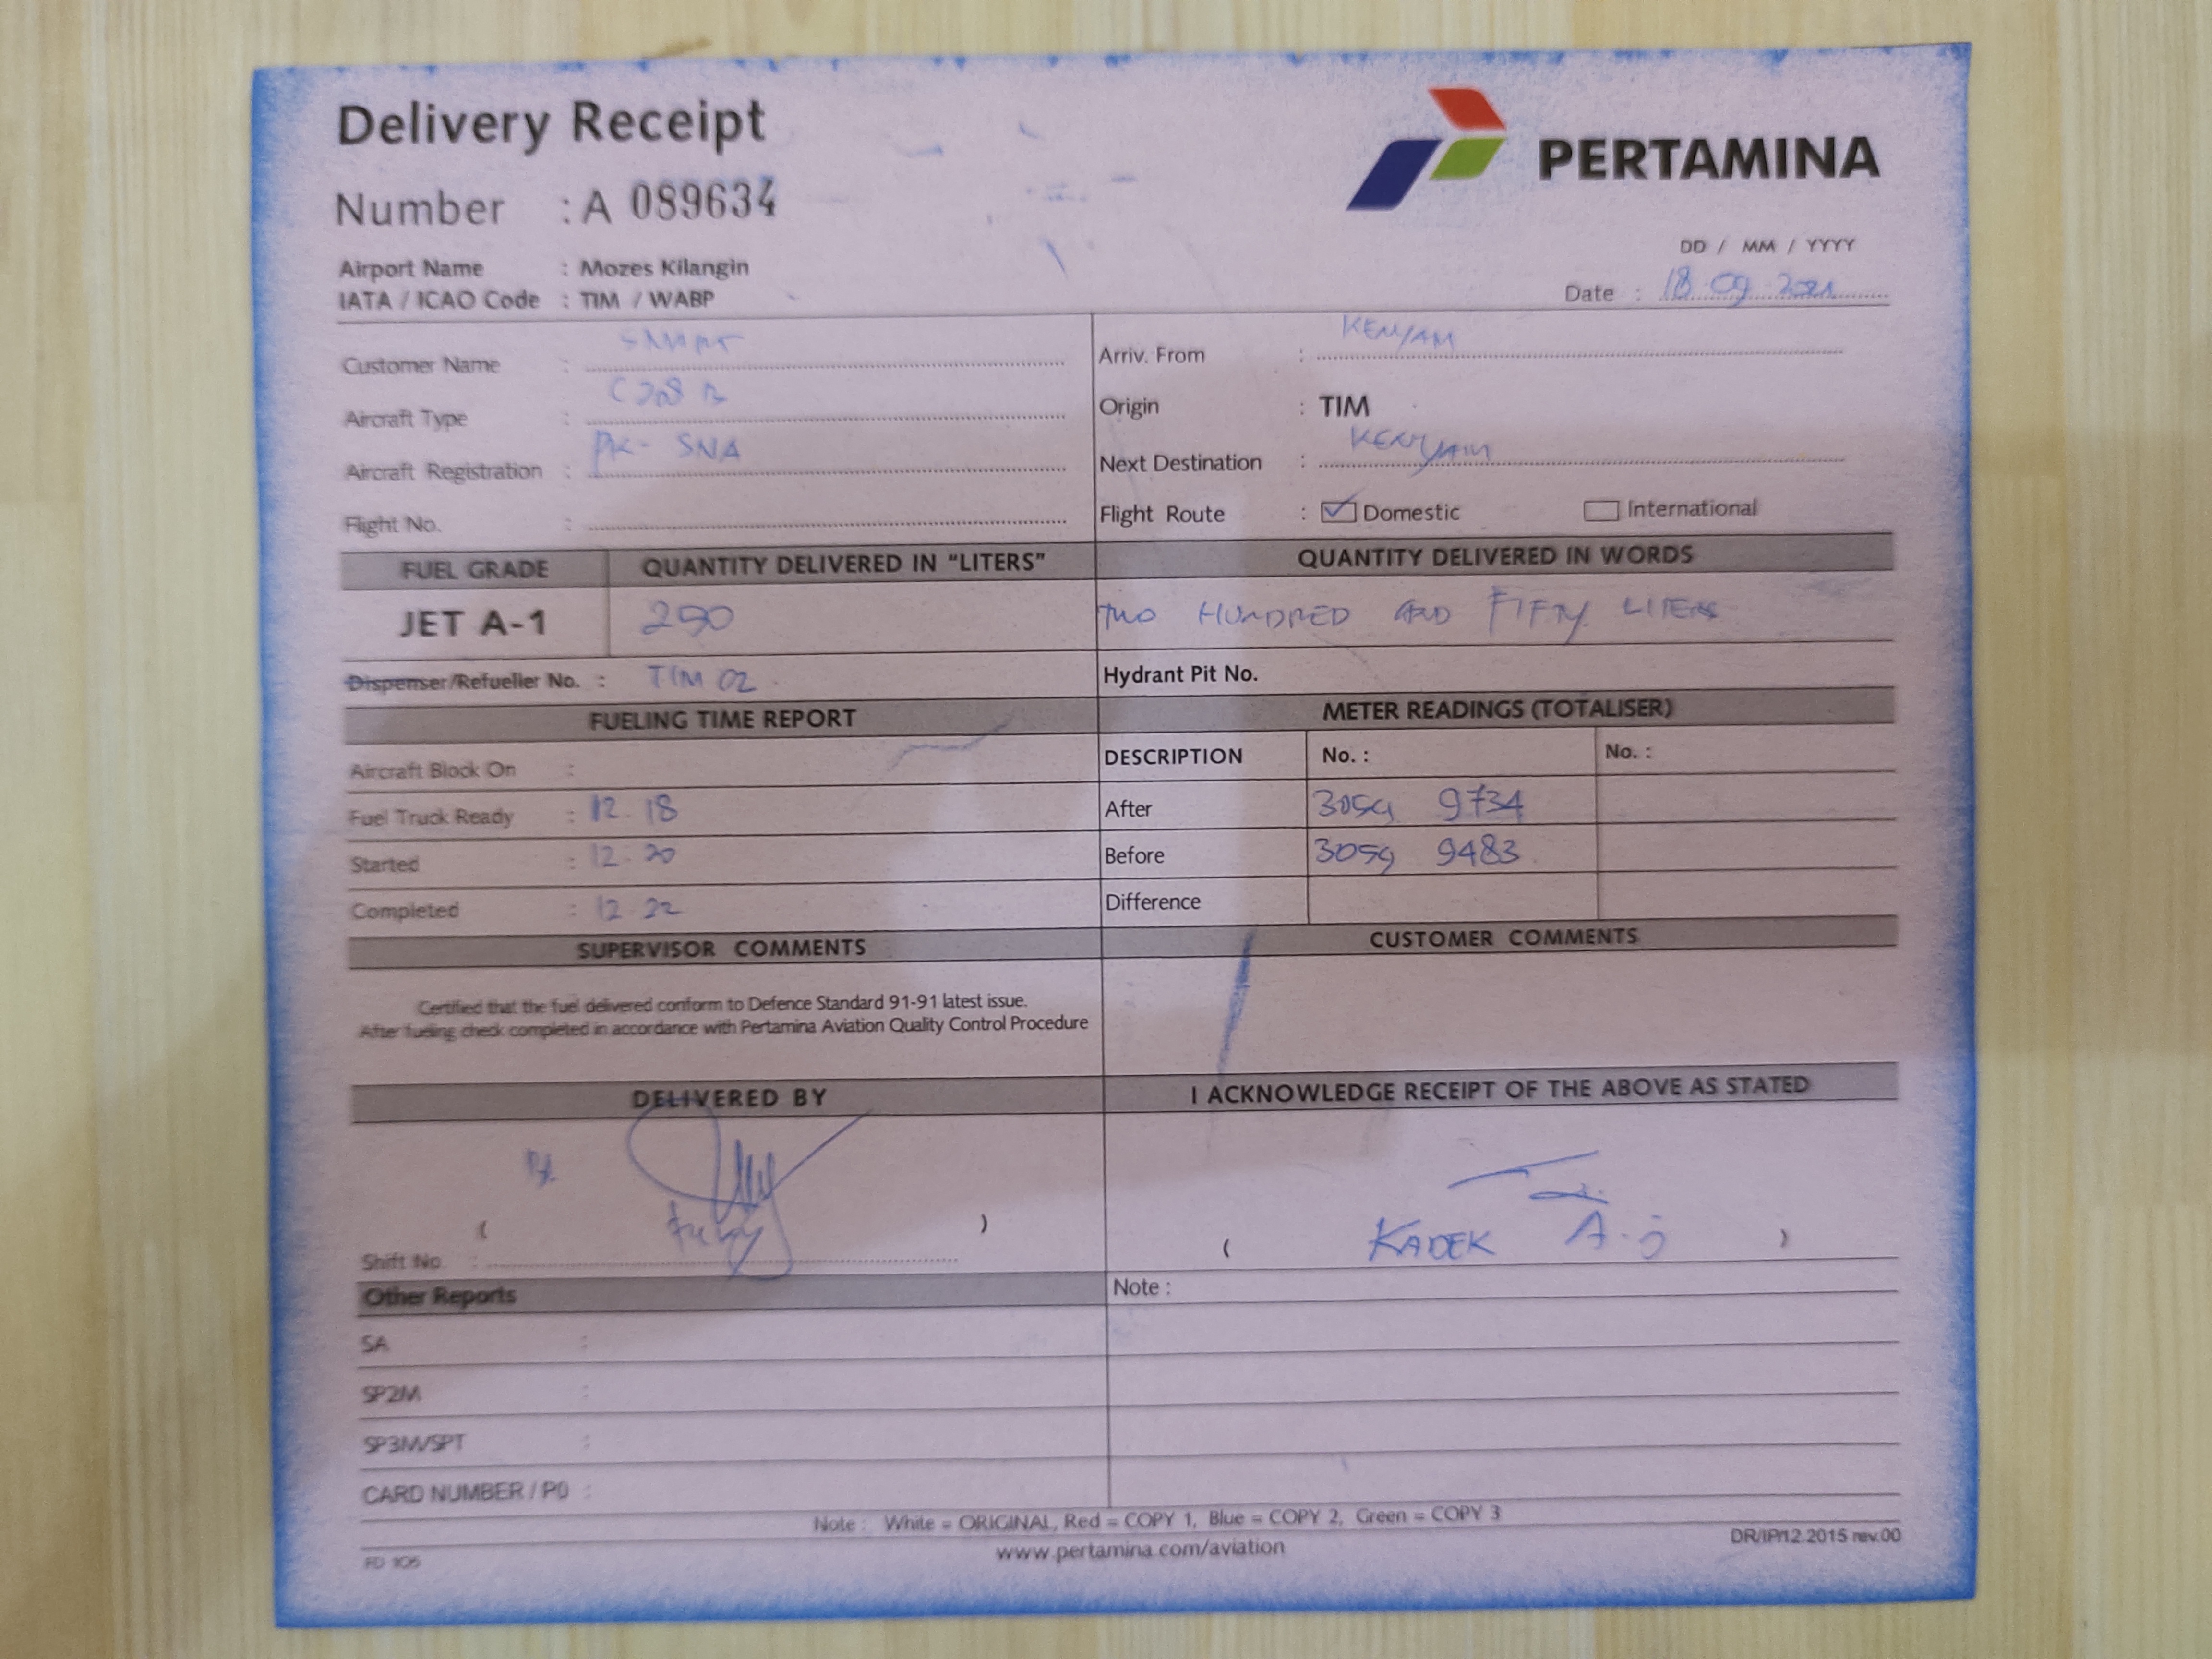 Delivery Receipt
PERTAMINA
Number : A 089634
Airport Name : Mozes Kilangin
IATA / ICAO Code : TIM / WABP
DD / MM / YYYY
Date : 18 09 2021
Customer Name : SMART
Aircraft Type : C208 B
Aircraft Registration : PK - SNA
Flight No. :
Arriv. From : KENYAM
Origin : TIM
Next Destination : KENYAM
Flight Route : Domestic International
FUEL GRADE QUANTITY DELIVERED IN "LITERS" QUANTITY DELIVERED IN WORDS
JET A-1 250 TWO HUNDRED AND FIFTY LITERS
Dispenser/Refueller No. : TIM 02 Hydrant Pit No.
FUELING TIME REPORT METER READINGS (TOTALISER)
Aircraft Block On : DESCRIPTION No. : No. :
Fuel Truck Ready : 12.18 After 3059 9734
Started : 12.20 Before 3059 9483
Completed : 12 22 Difference
SUPERVISOR COMMENTS CUSTOMER COMMENTS
Certified that the fuel delivered conform to Defence Standard 91-91 latest issue.
After fueling check completed in accordance with Pertamina Aviation Quality Control Procedure
DELIVERED BY I ACKNOWLEDGE RECEIPT OF THE ABOVE AS STATED
( ) ( KADEK A. )
Shift No. :
Other Reports Note :
SA :
SP2M :
SP3M/SPT :
CARD NUMBER / PO :
Note : White = ORIGINAL, Red = COPY 1, Blue = COPY 2, Green = COPY 3
www.pertamina.com/aviation
FD 106 DR/IP/12.2015 rev.00